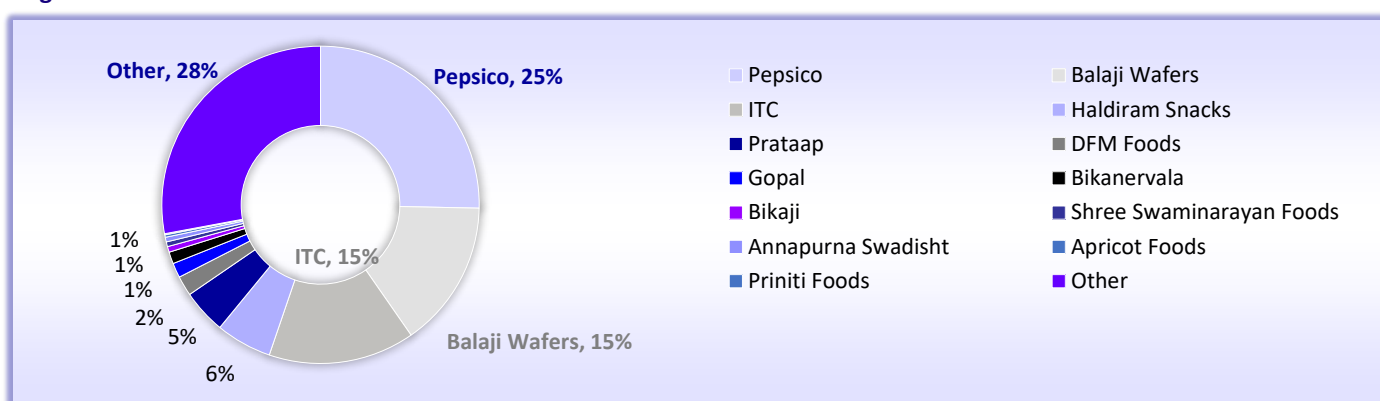 Other, 28%
Pepsico, 25%
ITC, 15%
Balaji Wafers, 15%
6%
5%
2%
1%
1%
1%
Pepsico
Balaji Wafers
ITC
Haldiram Snacks
Prataap
DFM Foods
Gopal
Bikanervala
Bikaji
Shree Swaminarayan Foods
Annapurna Swadisht
Apricot Foods
Priniti Foods
Other